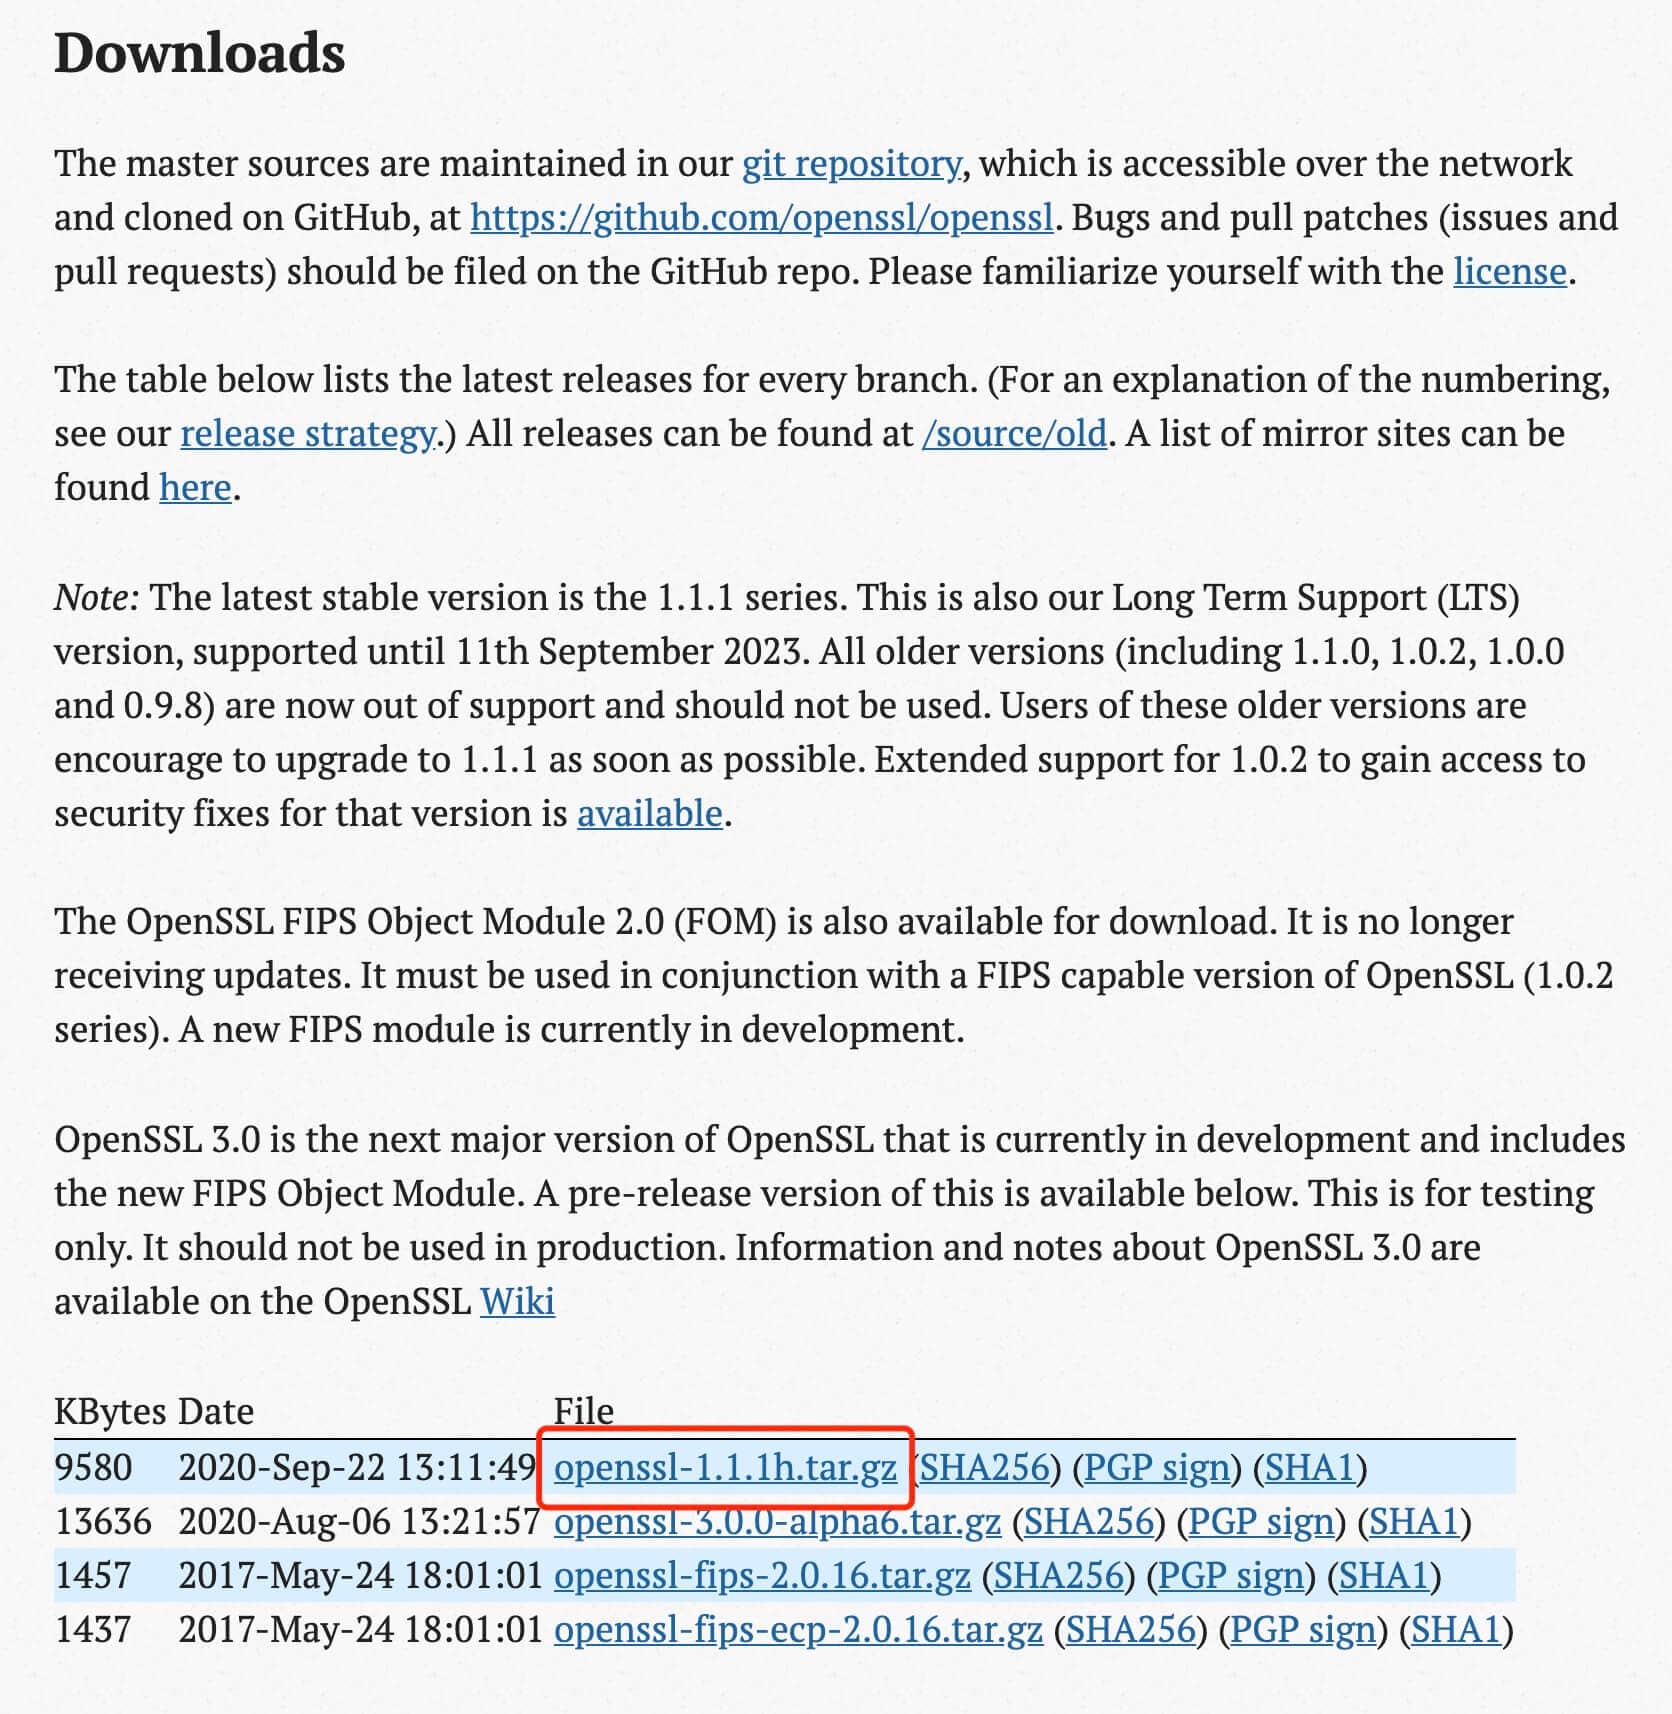 Downloads
The master sources are maintained in our git repository, which is accessible over the network
and cloned on GitHub, at https://github.com/openssl/openssl. Bugs and pull patches (issues and
pull requests) should be filed on the GitHub repo. Please familiarize yourself with the license.
The table below lists the latest releases for every branch. (For an explanation of the numbering,
see our release strategy.) All releases can be found at /source/old. A list of mirror sites can be
found here.
Note: The latest stable version is the 1.1.1 series. This is also our Long Term Support (LTS)
version, supported until 11th September 2023. All older versions (including 1.1.0, 1.0.2, 1.0.0
and 0.9.8) are now out of support and should not be used. Users of these older versions are
encourage to upgrade to 1.1.1 as soon as possible. Extended support for 1.0.2 to gain access to
security fixes for that version is available.
The OpenSSL FIPS Object Module 2.0 (FOM) is also available for download. It is no longer
receiving updates. It must be used in conjunction with a FIPS capable version of OpenSSL (1.0.2
series). A new FIPS module is currently in development.
OpenSSL 3.0 is the next major version of OpenSSL that is currently in development and includes
the new FIPS Object Module. A pre-release version of this is available below. This is for testing
only. It should not be used in production. Information and notes about OpenSSL 3.0 are
available on the OpenSSL Wiki
KBytes Date File
9580 2020-Sep-22 13:11:49 openssl-1.1.1h.tar.gz (SHA256) (PGP sign) (SHA1)
13636 2020-Aug-06 13:21:57 openssl-3.0.0-alpha6.tar.gz (SHA256) (PGP sign) (SHA1)
1457 2017-May-24 18:01:01 openssl-fips-2.0.16.tar.gz (SHA256) (PGP sign) (SHA1)
1437 2017-May-24 18:01:01 openssl-fips-ecp-2.0.16.tar.gz (SHA256) (PGP sign) (SHA1)